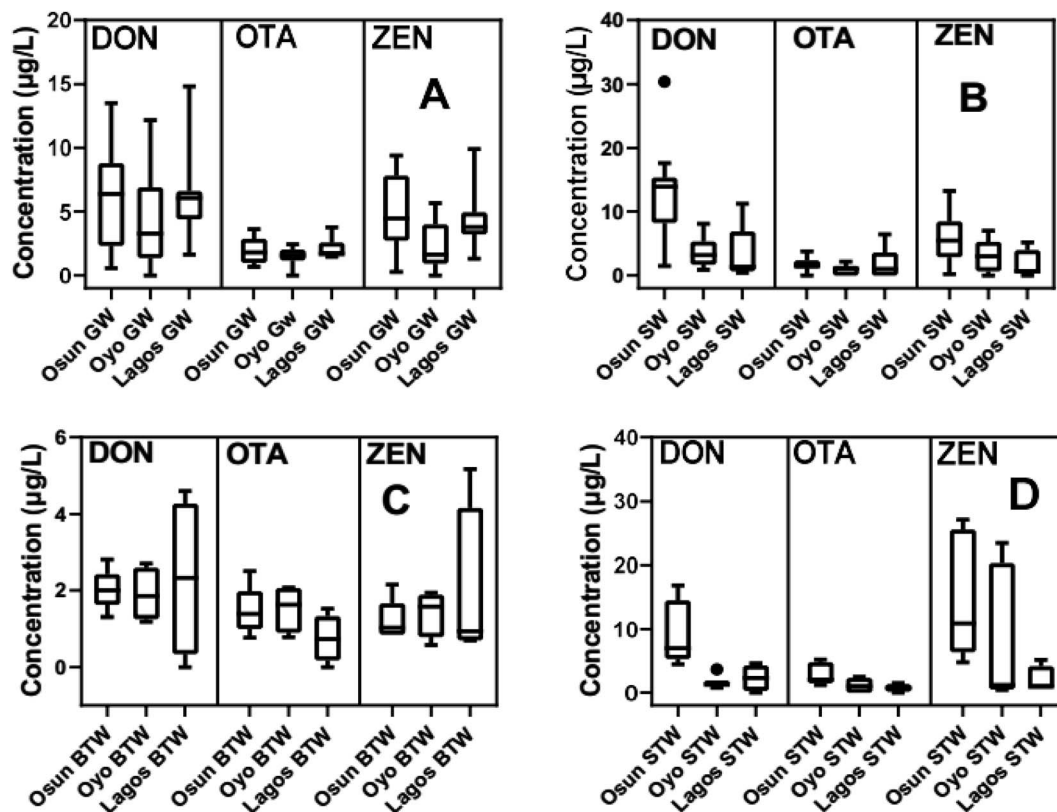 Concentration (µg/L)
20
15
10
5
0
DON
OTA
ZEN
A
Osun GW
Oyo GW
Lagos GW
Osun GW
Oyo Gw
Lagos GW
Osun GW
Oyo GW
Lagos GW
Concentration (µg/L)
40
30
20
10
0
DON
OTA
ZEN
B
Osun SW
Oyo SW
Lagos SW
Osun SW
Oyo SW
Lagos SW
Osun SW
Oyo SW
Lagos SW
Concentration (µg/L)
6
4
2
0
DON
OTA
ZEN
C
Osun BTW
Oyo BTW
Lagos BTW
Osun BTW
Oyo BTW
Lagos BTW
Osun BTW
Oyo BTW
Lagos BTW
Concentration (µg/L)
40
30
20
10
0
DON
OTA
ZEN
D
Osun STW
Oyo STW
Lagos STW
Osun STW
Oyo STW
Lagos STW
Osun STW
Oyo STW
Lagos STW